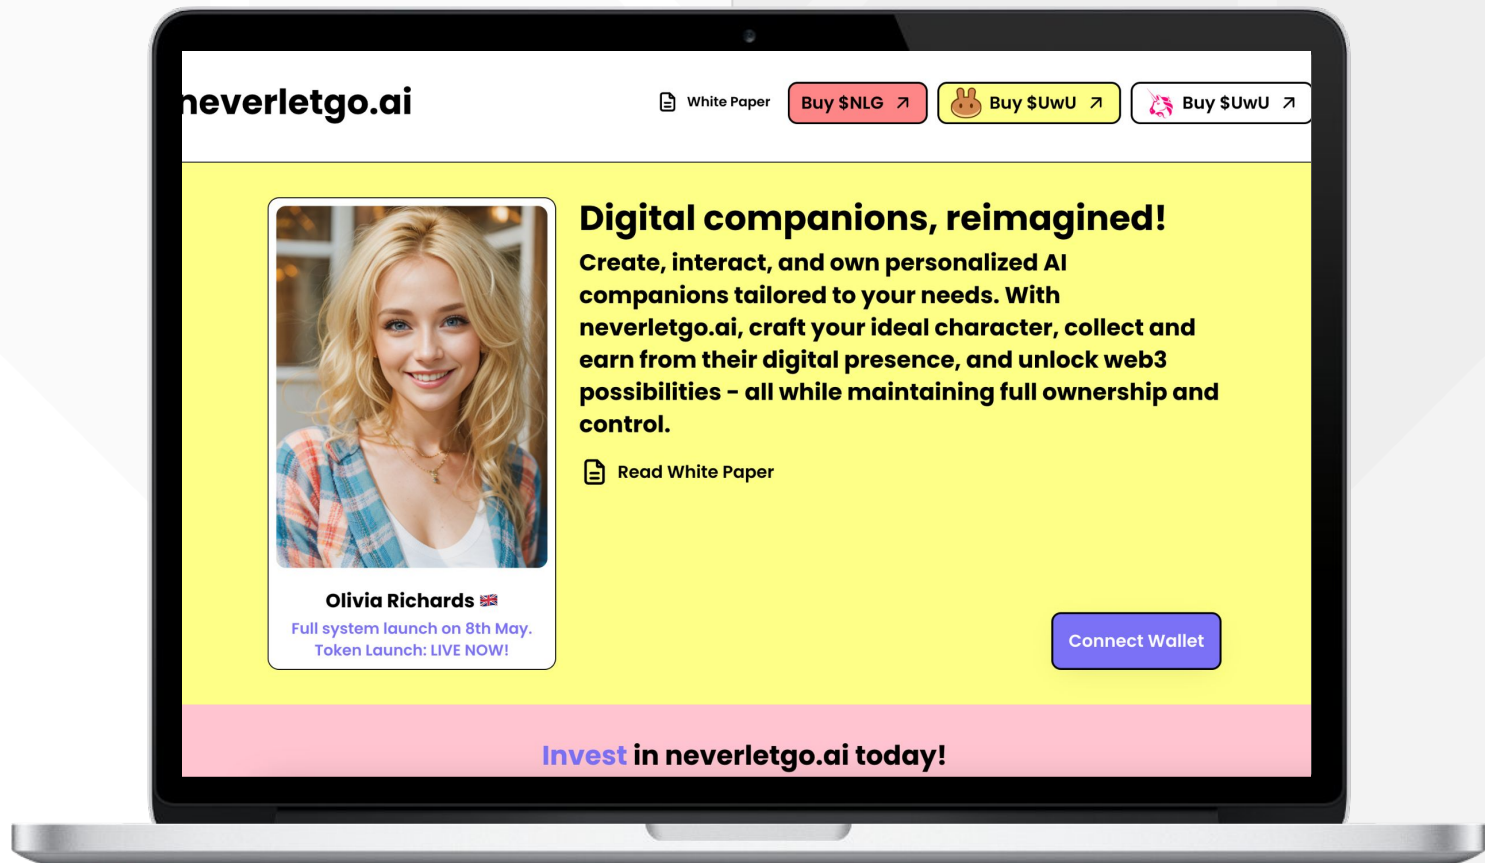 neverletgo.ai
White Paper
Buy $NLG
Buy $UwU
Buy $UwU
Digital companions, reimagined!
Create, interact, and own personalized AI
companions tailored to your needs. With
neverletgo.ai, craft your ideal character, collect and
earn from their digital presence, and unlock web3
possibilities - all while maintaining full ownership and
control.
Read White Paper
Olivia Richards
Full system launch on 8th May.
Token Launch: LIVE NOW!
Connect Wallet
Invest in neverletgo.ai today!